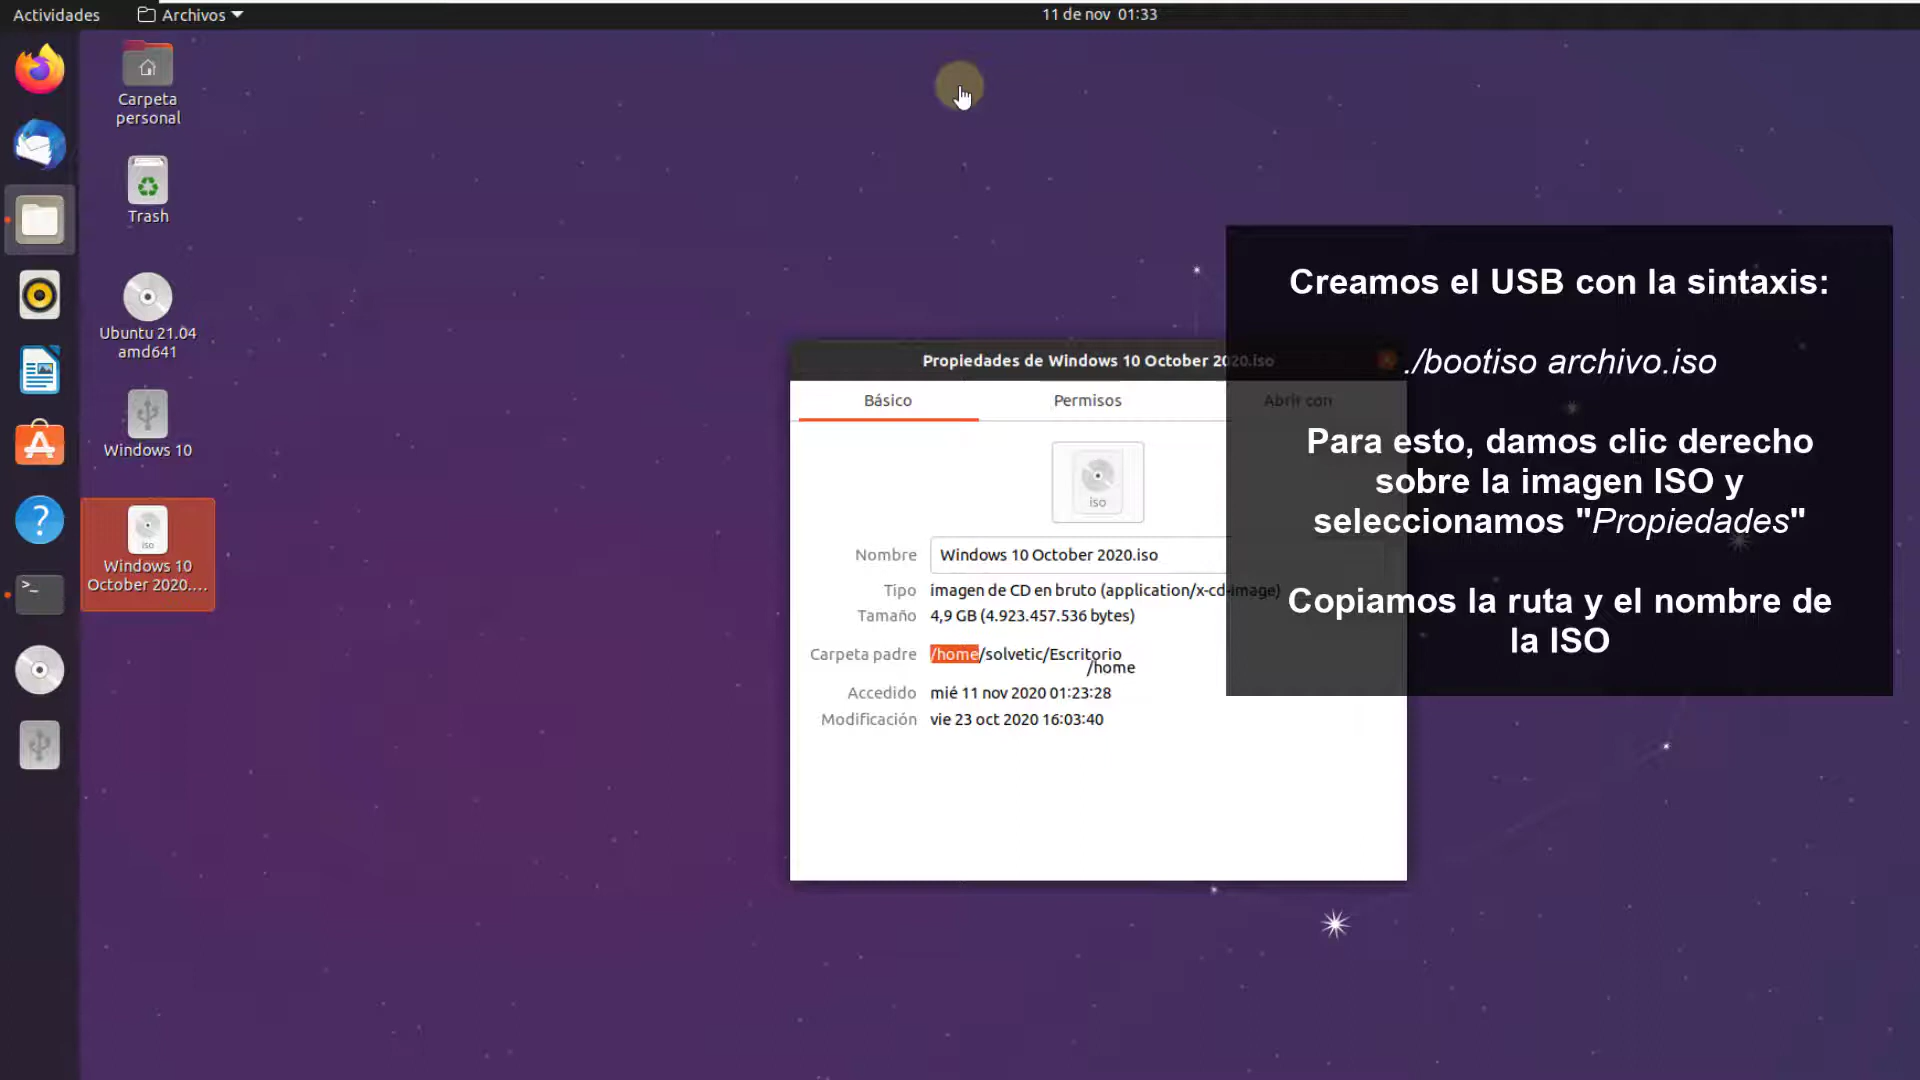 Actividades
Archivos
11 de nov 01:33
Carpeta
personal
Trash
Ubuntu 21.04
amd641
Windows 10
iso
Windows 10
October 2020....
Propiedades de Windows 10 October 2020.iso
Básico
Permisos
Abrir con
iso
Nombre
Windows 10 October 2020.iso
Tipo
imagen de CD en bruto (application/x-cd-image)
Tamaño
4,9 GB (4.923.457.536 bytes)
Carpeta padre
/home/solvetic/Escritorio
/home
Accedido
mié 11 nov 2020 01:23:28
Modificación
vie 23 oct 2020 16:03:40
Creamos el USB con la sintaxis:
./bootiso archivo.iso
Para esto, damos clic derecho
sobre la imagen ISO y
seleccionamos "Propiedades"
Copiamos la ruta y el nombre de
la ISO